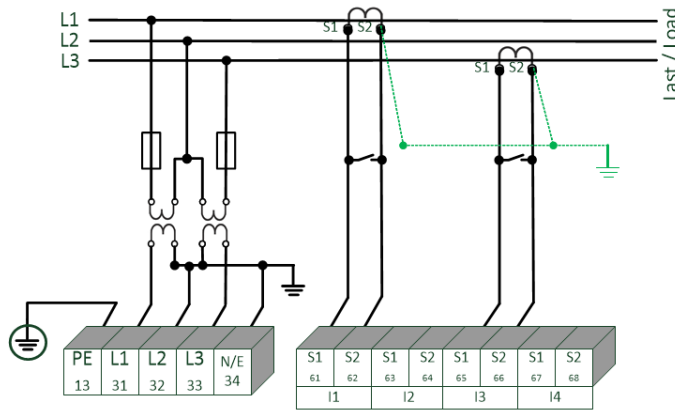 L1
L2
L3
S1 S2
S1 S2
Last / Load
PE L1 L2 L3 N/E
13 31 32 33 34
S1 S2 S1 S2 S1 S2 S1 S2
61 62 63 64 65 66 67 68
I1 I2 I3 I4